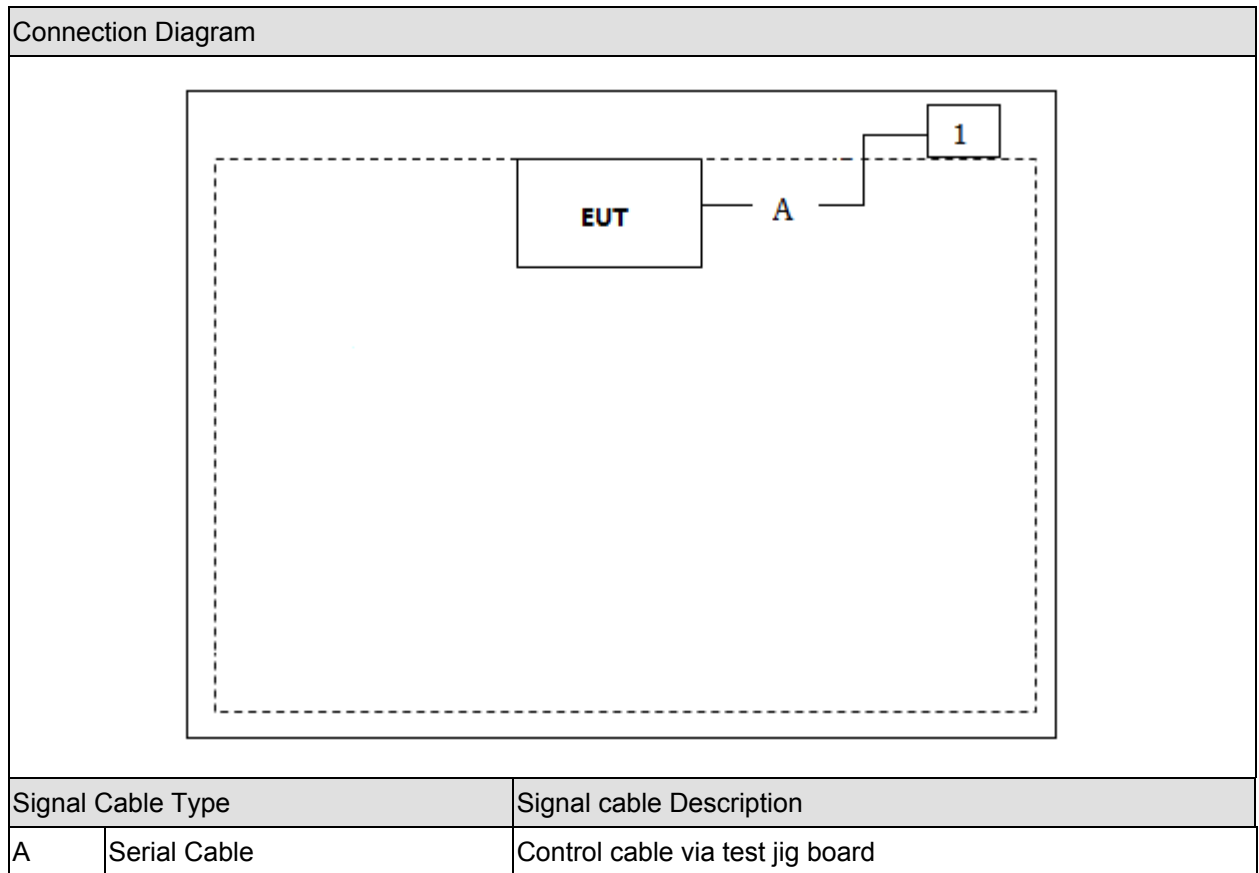 Connection Diagram
1
EUT
A
Signal Cable Type Signal cable Description
A Serial Cable Control cable via test jig board